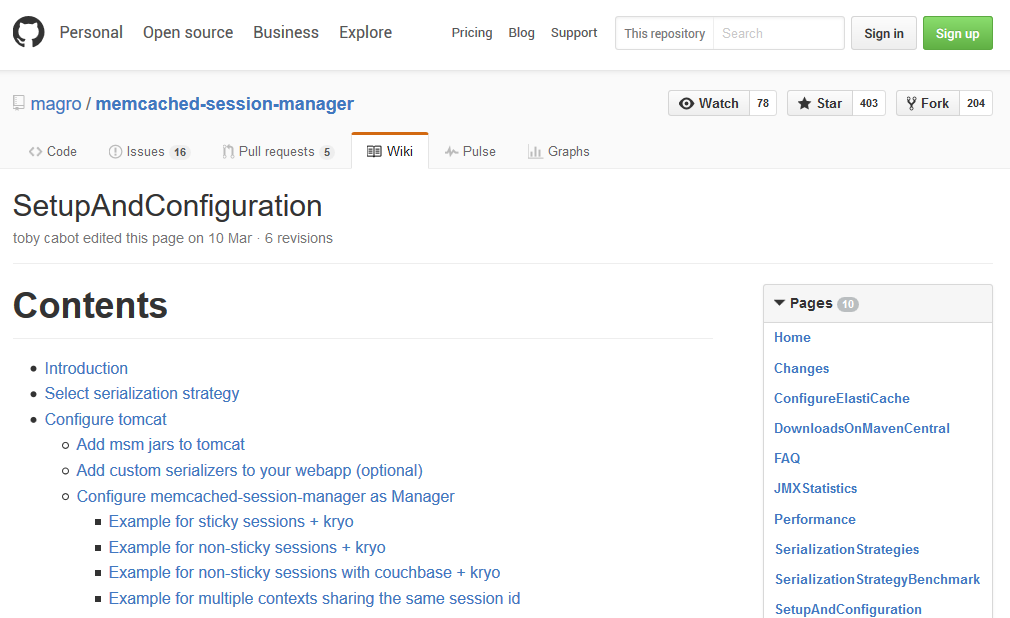 Personal Open source Business Explore Pricing Blog Support This repository Search Sign in Sign up
magro / memcached-session-manager Watch 78 Star 403 Fork 204
Code Issues 16 Pull requests 5 Wiki Pulse Graphs
SetupAndConfiguration
toby cabot edited this page on 10 Mar · 6 revisions
Contents
Introduction
Select serialization strategy
Configure tomcat
Add msm jars to tomcat
Add custom serializers to your webapp (optional)
Configure memcached-session-manager as Manager
Example for sticky sessions + kryo
Example for non-sticky sessions + kryo
Example for non-sticky sessions with couchbase + kryo
Example for multiple contexts sharing the same session id
Pages 10
Home
Changes
ConfigureElastiCache
DownloadsOnMavenCentral
FAQ
JMXStatistics
Performance
SerializationStrategies
SerializationStrategyBenchmark
SetupAndConfiguration